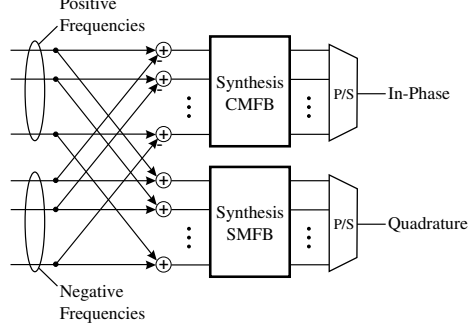 Positive
Frequencies
+
-
+
-
+
-
Synthesis
CMFB
P/S
In-Phase
+
+
+
Synthesis
SMFB
P/S
Quadrature
Negative
Frequencies